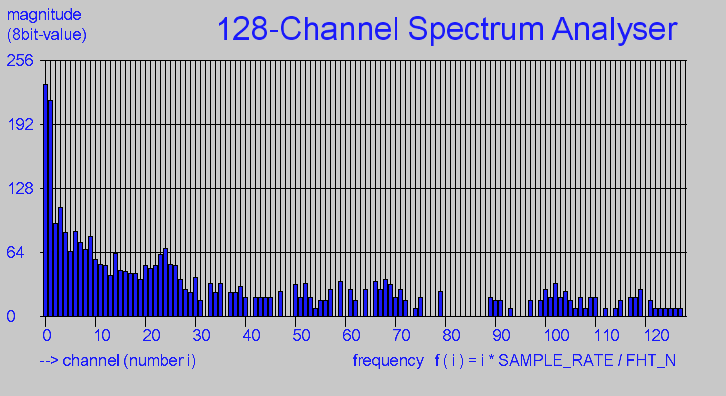 magnitude
(8bit-value)
128-Channel Spectrum Analyser
256
192
128
64
0
0 10 20 30 40 50 60 70 80 90 100 110 120
--> channel (number i)
frequency f ( i ) = i * SAMPLE_RATE / FHT_N